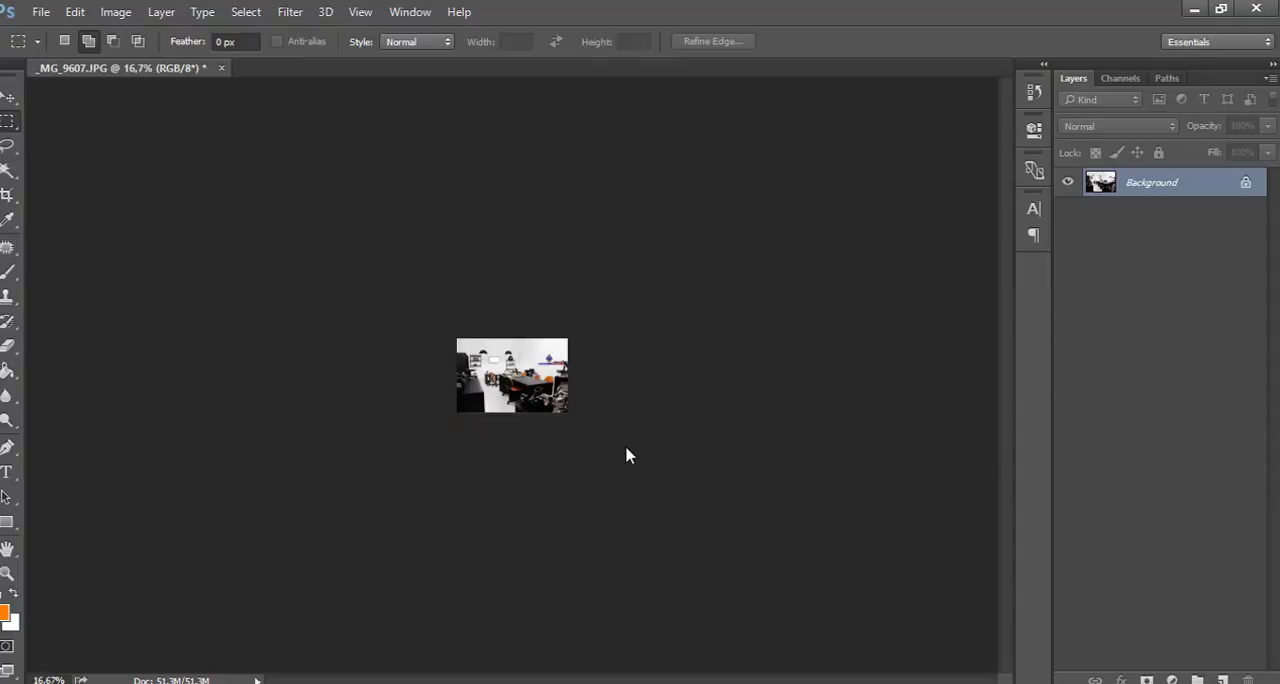 Ps File Edit Image Layer Type Select Filter 3D View Window Help
Feather: 0 px Anti-alias Style: Normal Width: Height: Refine Edge... Essentials
_MG_9607.JPG @ 16,7% (RGB/8*) *
Layers Channels Paths
Kind
Normal Opacity: 100%
Lock: Fill: 100%
Background
16,67% Doc: 51,3M/51,3M